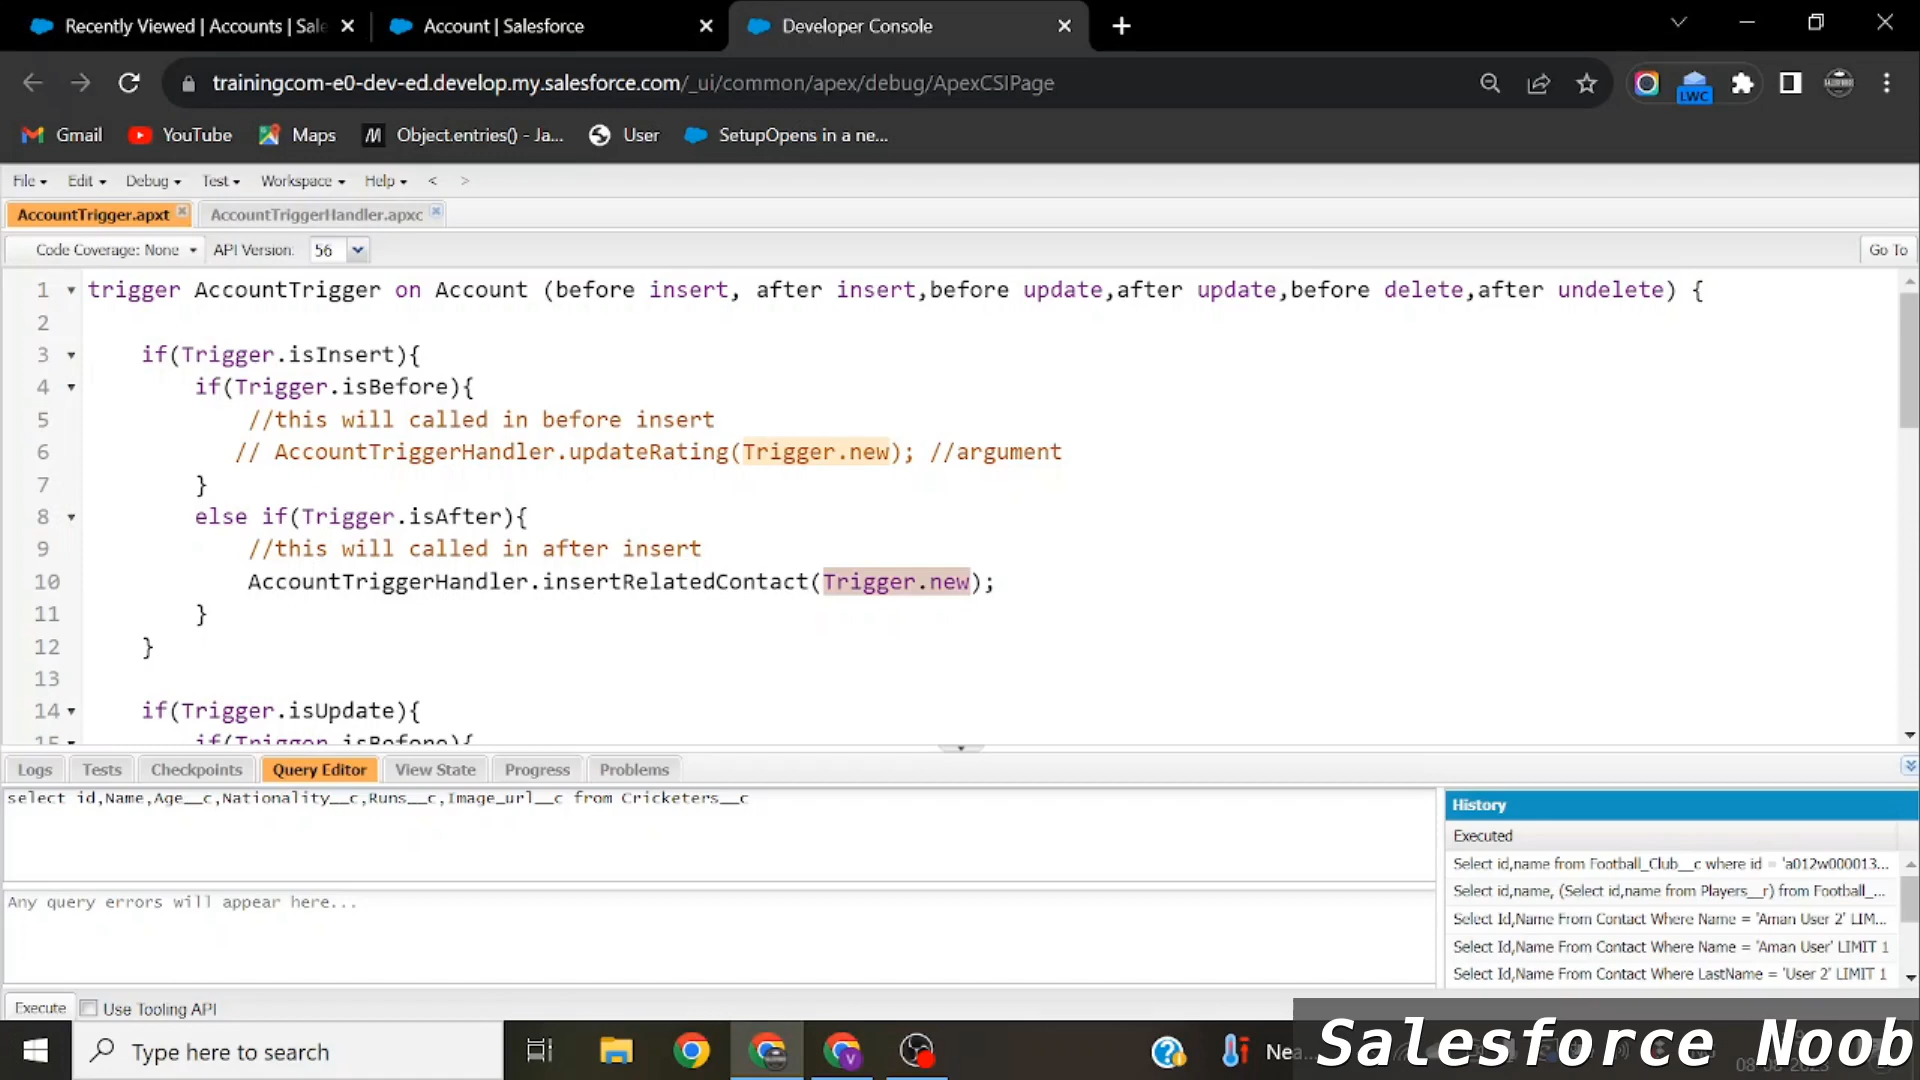 Recently Viewed | Accounts | Sale
Account | Salesforce
Developer Console
trainingcom-e0-dev-ed.develop.my.salesforce.com/_ui/common/apex/debug/ApexCSIPage
LWC
Gmail
YouTube
Maps
Object.entries() - Ja...
User
SetupOpens in a ne...
File
Edit
Debug
Test
Workspace
Help
<
>
AccountTrigger.apxt
AccountTriggerHandler.apxc
Code Coverage: None
API Version:
56
Go To
1 trigger AccountTrigger on Account (before insert, after insert,before update,after update,before delete,after undelete) {
2
3 if(Trigger.isInsert){
4 if(Trigger.isBefore){
5 //this will called in before insert
6 // AccountTriggerHandler.updateRating(Trigger.new); //argument
7 }
8 else if(Trigger.isAfter){
9 //this will called in after insert
10 AccountTriggerHandler.insertRelatedContact(Trigger.new);
11 }
12 }
13
14 if(Trigger.isUpdate){
15 if(Trigger.isBefore){
Logs
Tests
Checkpoints
Query Editor
View State
Progress
Problems
select id,Name,Age__c,Nationality__c,Runs__c,Image_url__c from Cricketers__c
Any query errors will appear here...
History
Executed
Select id,name from Football_Club__c where id = 'a012w000013...
Select id,name, (Select id,name from Players__r) from Football_...
Select Id,Name From Contact Where Name = 'Aman User 2' LIM...
Select Id,Name From Contact Where Name = 'Aman User' LIMIT 1
Select Id,Name From Contact Where LastName = 'User 2' LIMIT 1
Execute
Use Tooling API
Type here to search
V
Nea...
Salesforce Noob